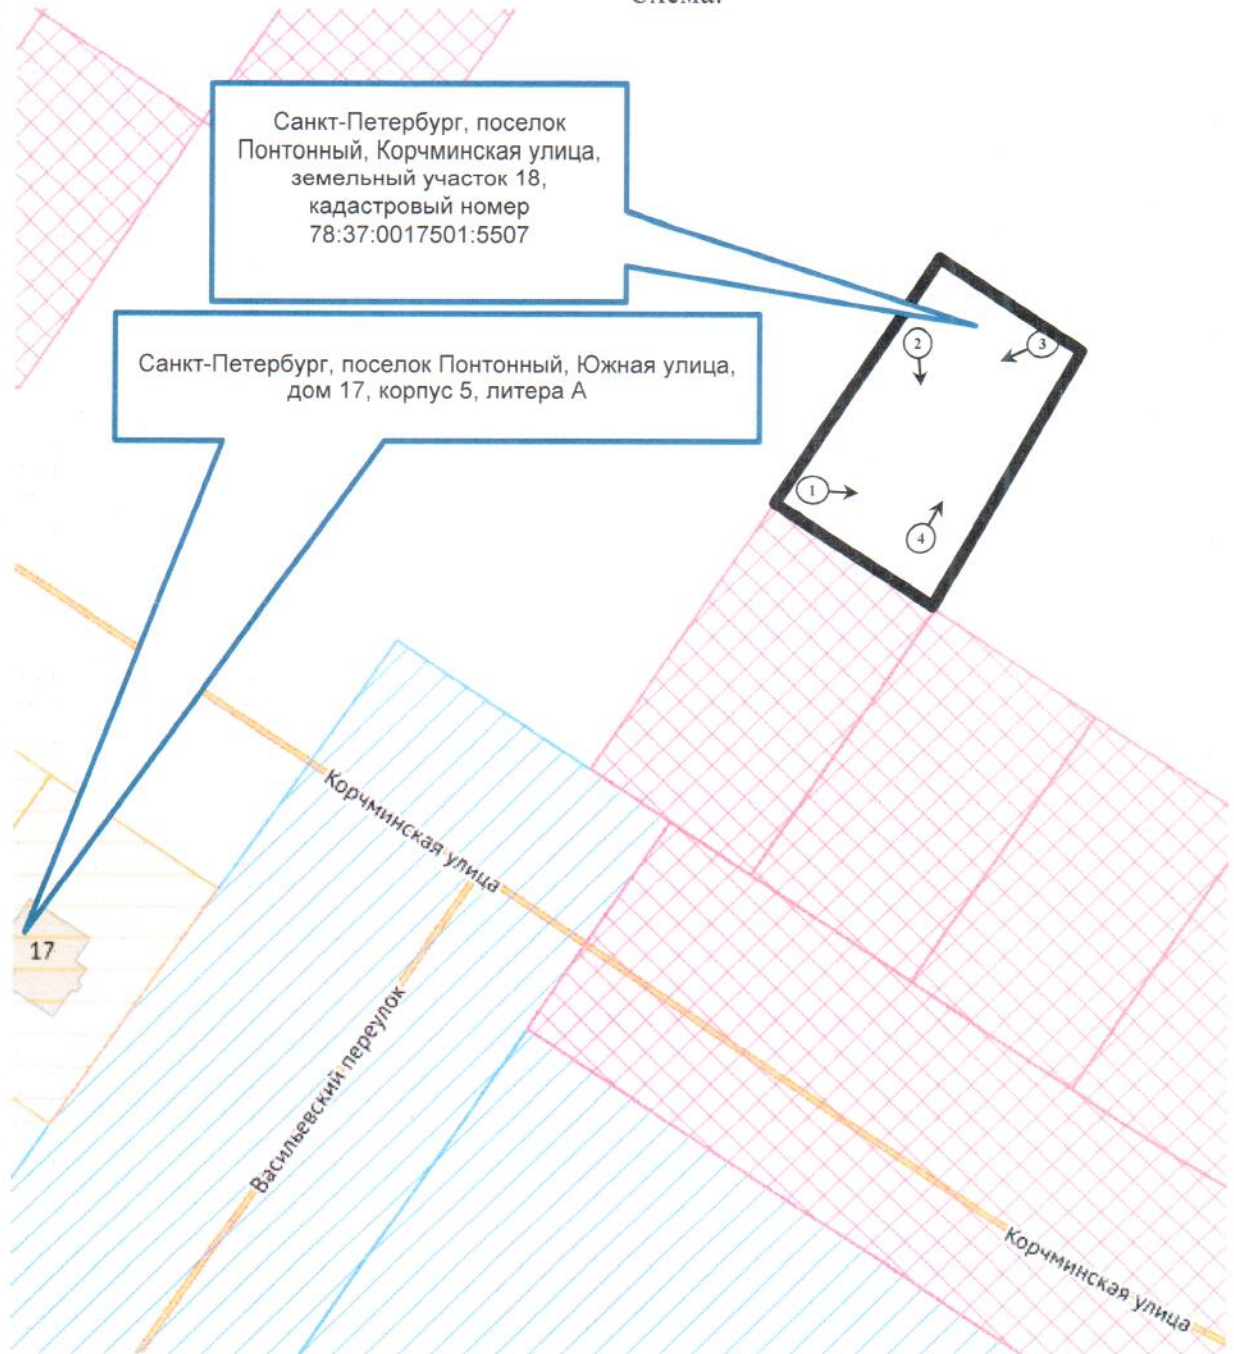 Схема:
Санкт-Петербург, поселок
Понтонный, Корчминская улица,
земельный участок 18,
кадастровый номер
78:37:0017501:5507
Санкт-Петербург, поселок Понтонный, Южная улица,
дом 17, корпус 5, литера А
2
3
1
4
Корчминская улица
17
Васильевский переулок
Корчминская улица